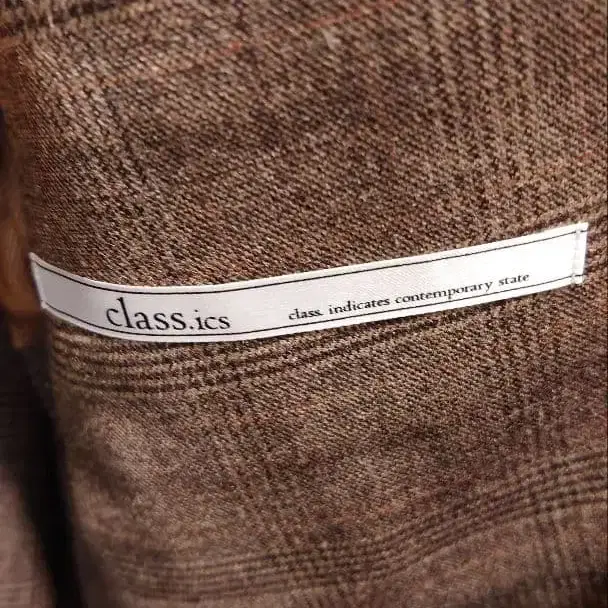 class.ics class. indicates contemporary state